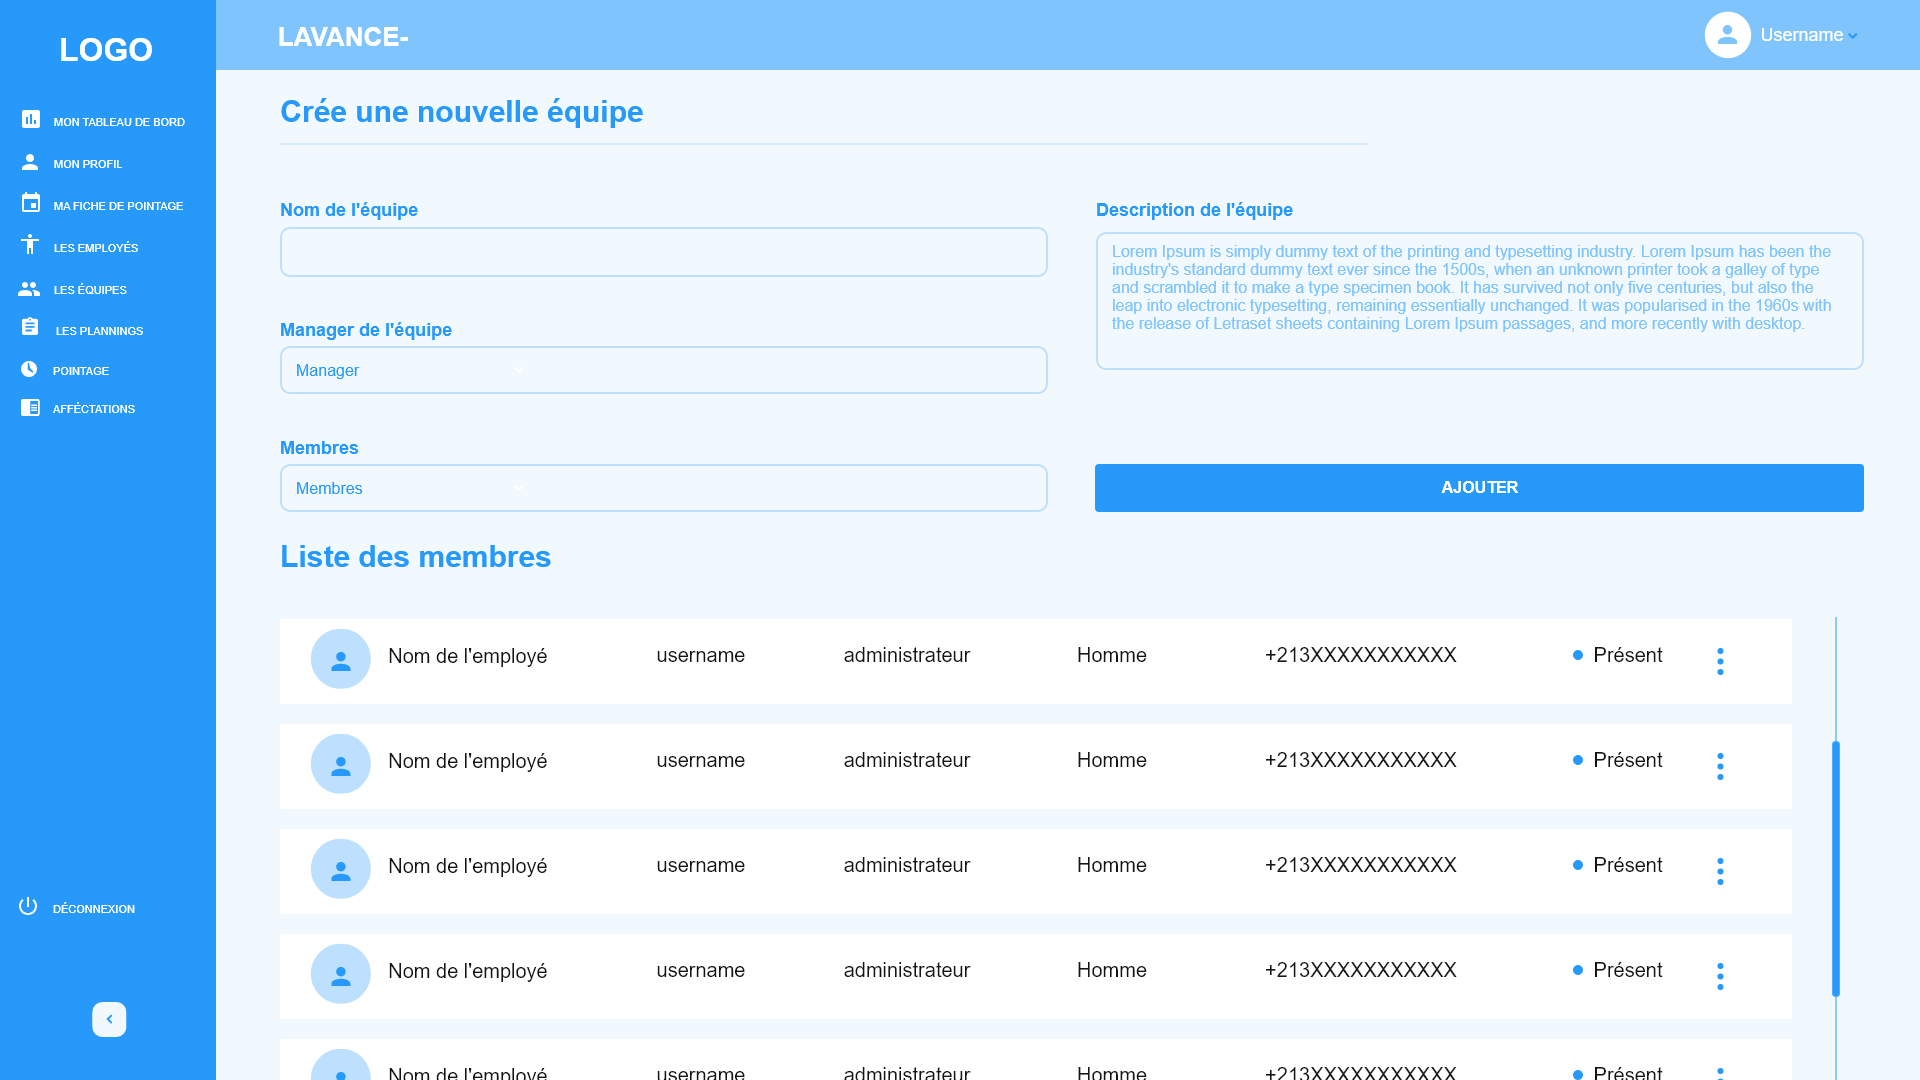 LOGO
MON TABLEAU DE BORD
MON PROFIL
MA FICHE DE POINTAGE
LES EMPLOYÉS
LES ÉQUIPES
LES PLANNINGS
POINTAGE
AFFÉCTATIONS
DÉCONNEXION
LAVANCE-
Username
Crée une nouvelle équipe
Nom de l'équipe
Manager de l'équipe
Manager
Membres
Membres
Description de l'équipe
Lorem Ipsum is simply dummy text of the printing and typesetting industry. Lorem Ipsum has been the
industry's standard dummy text ever since the 1500s, when an unknown printer took a galley of type
and scrambled it to make a type specimen book. It has survived not only five centuries, but also the
leap into electronic typesetting, remaining essentially unchanged. It was popularised in the 1960s with
the release of Letraset sheets containing Lorem Ipsum passages, and more recently with desktop.
AJOUTER
Liste des membres
Nom de l'employé username administrateur Homme +213XXXXXXXXXXX Présent
Nom de l'employé username administrateur Homme +213XXXXXXXXXXX Présent
Nom de l'employé username administrateur Homme +213XXXXXXXXXXX Présent
Nom de l'employé username administrateur Homme +213XXXXXXXXXXX Présent
Nom de l'employé username administrateur Homme +213XXXXXXXXXXX Présent